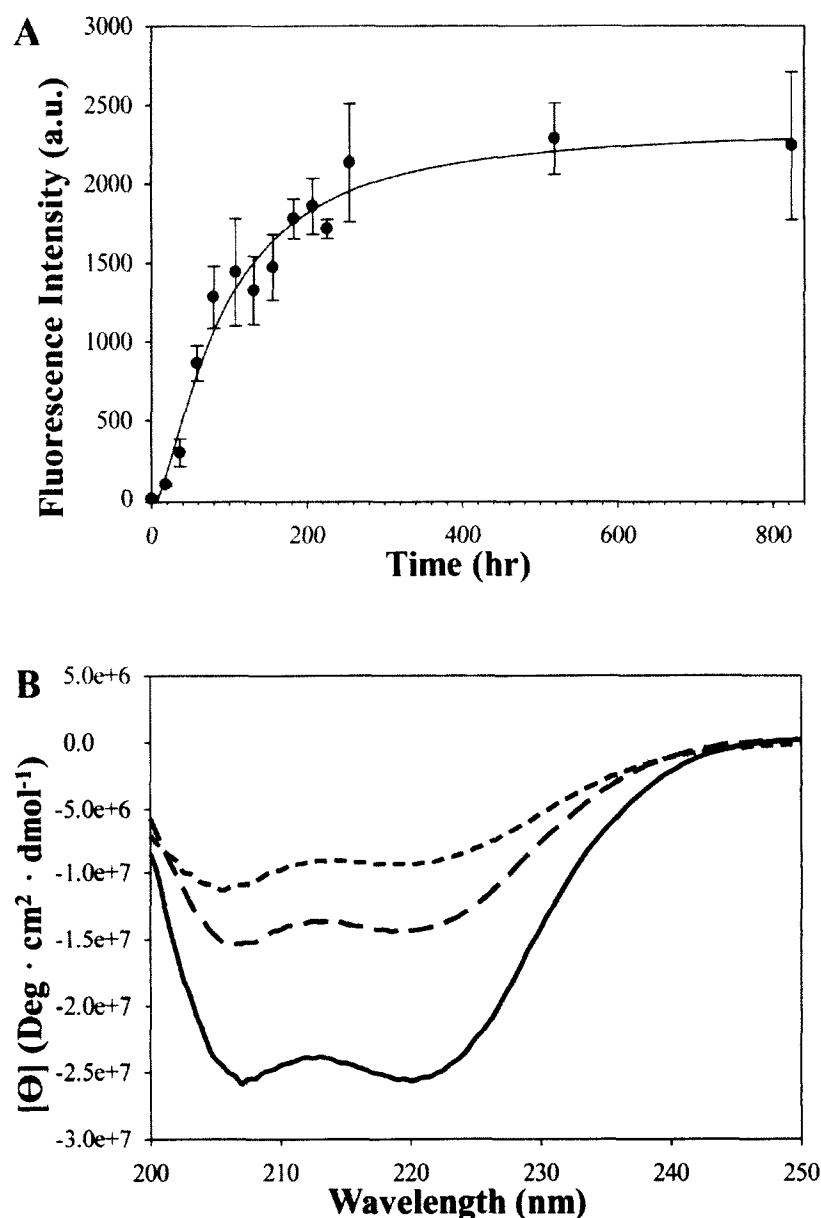 A
3000
2500
2000
1500
1000
500
0
Fluorescence Intensity (a.u.)
0 200 400 600 800
Time (hr)
B
5.0e+6
0.0
-5.0e+6
-1.0e+7
-1.5e+7
-2.0e+7
-2.5e+7
-3.0e+7
[Θ] (Deg · cm² · dmol⁻¹)
200 210 220 230 240 250
Wavelength (nm)